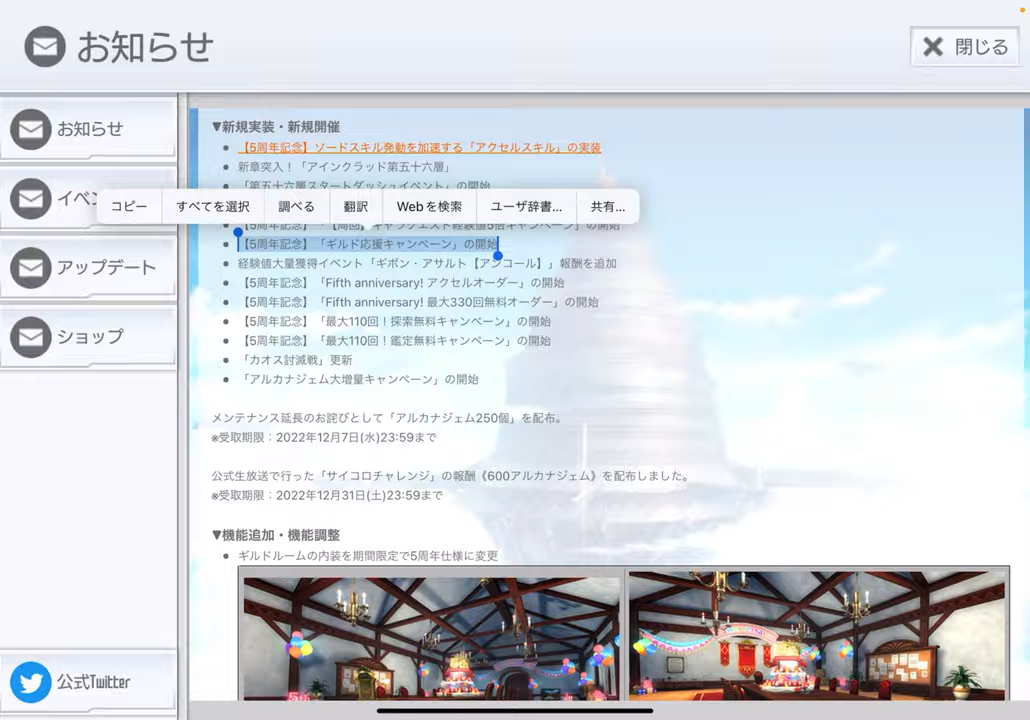 お知らせ
閉じる
お知らせ
イベン
アップデート
ショップ
公式Twitter
▼新規実装・新規開催
【5周年記念】ソードスキル発動を加速する「アクセルスキル」の実装
新章突入！「アインクラッド第五十六層」
「第五十六層スタートダッシュイベント」の開始
コピー すべてを選択 調べる 翻訳 Webを検索 ユーザ辞書... 共有...
【5周年記念】「ギルド応援キャンペーン」の開始
経験値大量獲得イベント「ギボン・アサルト【アンコール】」報酬を追加
【5周年記念】「Fifth anniversary! アクセルオーダー」の開始
【5周年記念】「Fifth anniversary! 最大330回無料オーダー」の開始
【5周年記念】「最大110回！探索無料キャンペーン」の開始
【5周年記念】「最大110回！鑑定無料キャンペーン」の開始
「カオス討滅戦」更新
「アルカナジェム大増量キャンペーン」の開始
メンテナンス延長のお詫びとして「アルカナジェム250個」を配布。
※受取期限：2022年12月7日(水)23:59まで
公式生放送で行った「サイコロチャレンジ」の報酬《600アルカナジェム》を配布しました。
※受取期限：2022年12月31日(土)23:59まで
▼機能追加・機能調整
ギルドルームの内装を期間限定で5周年仕様に変更